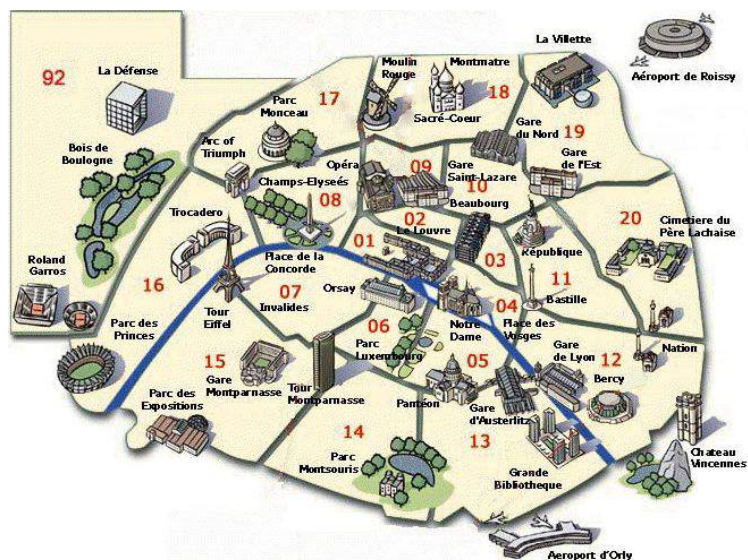 La Villette
Aéroport de Roissy
92
La Défense
Moulin
Rouge
Montmatre
18
Sacré-Coeur
17
Parc
Monceau
Gare
du Nord
19
Bois de
Boulogne
Arc of
Triumph
Opéra
09
Gare
Saint-Lazare
Gare
de l'Est
Champs-Elyseés
08
10
Beaubourg
02
20
Cimetiere du
Père Lachaise
Trocadero
01
Le Louvre
République
03
Roland
Garros
16
Place de la
Concorde
07
Invalides
Orsay
11
Bastille
04
Tour
Eiffel
Notre
Dame
Place des
Vosges
Parc des
Princes
06
Parc
Luxembourg
05
Gare
de Lyon
12
Bercy
Nation
15
Gare
Montparnasse
Tour
Montparnasse
Pantéon
Parc des
Expositions
Gare
d'Austerlitz
13
14
Parc
Montsouris
Grande
Bibliotheque
Chateau
Vincennes
Aeroport d'Orly